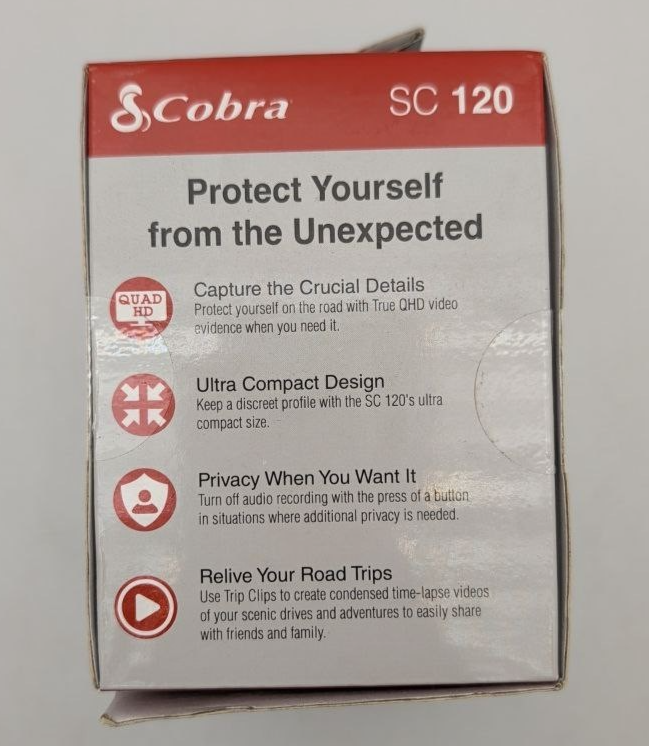 Cobra SC 120
Protect Yourself
from the Unexpected
QUAD
HD
Capture the Crucial Details
Protect yourself on the road with True QHD video
evidence when you need it.
Ultra Compact Design
Keep a discreet profile with the SC 120's ultra
compact size.
Privacy When You Want It
Turn off audio recording with the press of a button
in situations where additional privacy is needed.
Relive Your Road Trips
Use Trip Clips to create condensed time-lapse videos
of your scenic drives and adventures to easily share
with friends and family.